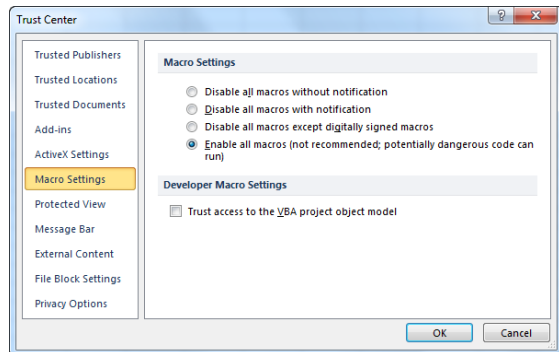 Trust Center
Trusted Publishers
Trusted Locations
Trusted Documents
Add-ins
ActiveX Settings
Macro Settings
Protected View
Message Bar
External Content
File Block Settings
Privacy Options
Macro Settings
Disable all macros without notification
Disable all macros with notification
Disable all macros except digitally signed macros
Enable all macros (not recommended; potentially dangerous code can
run)
Developer Macro Settings
Trust access to the VBA project object model
OK
Cancel